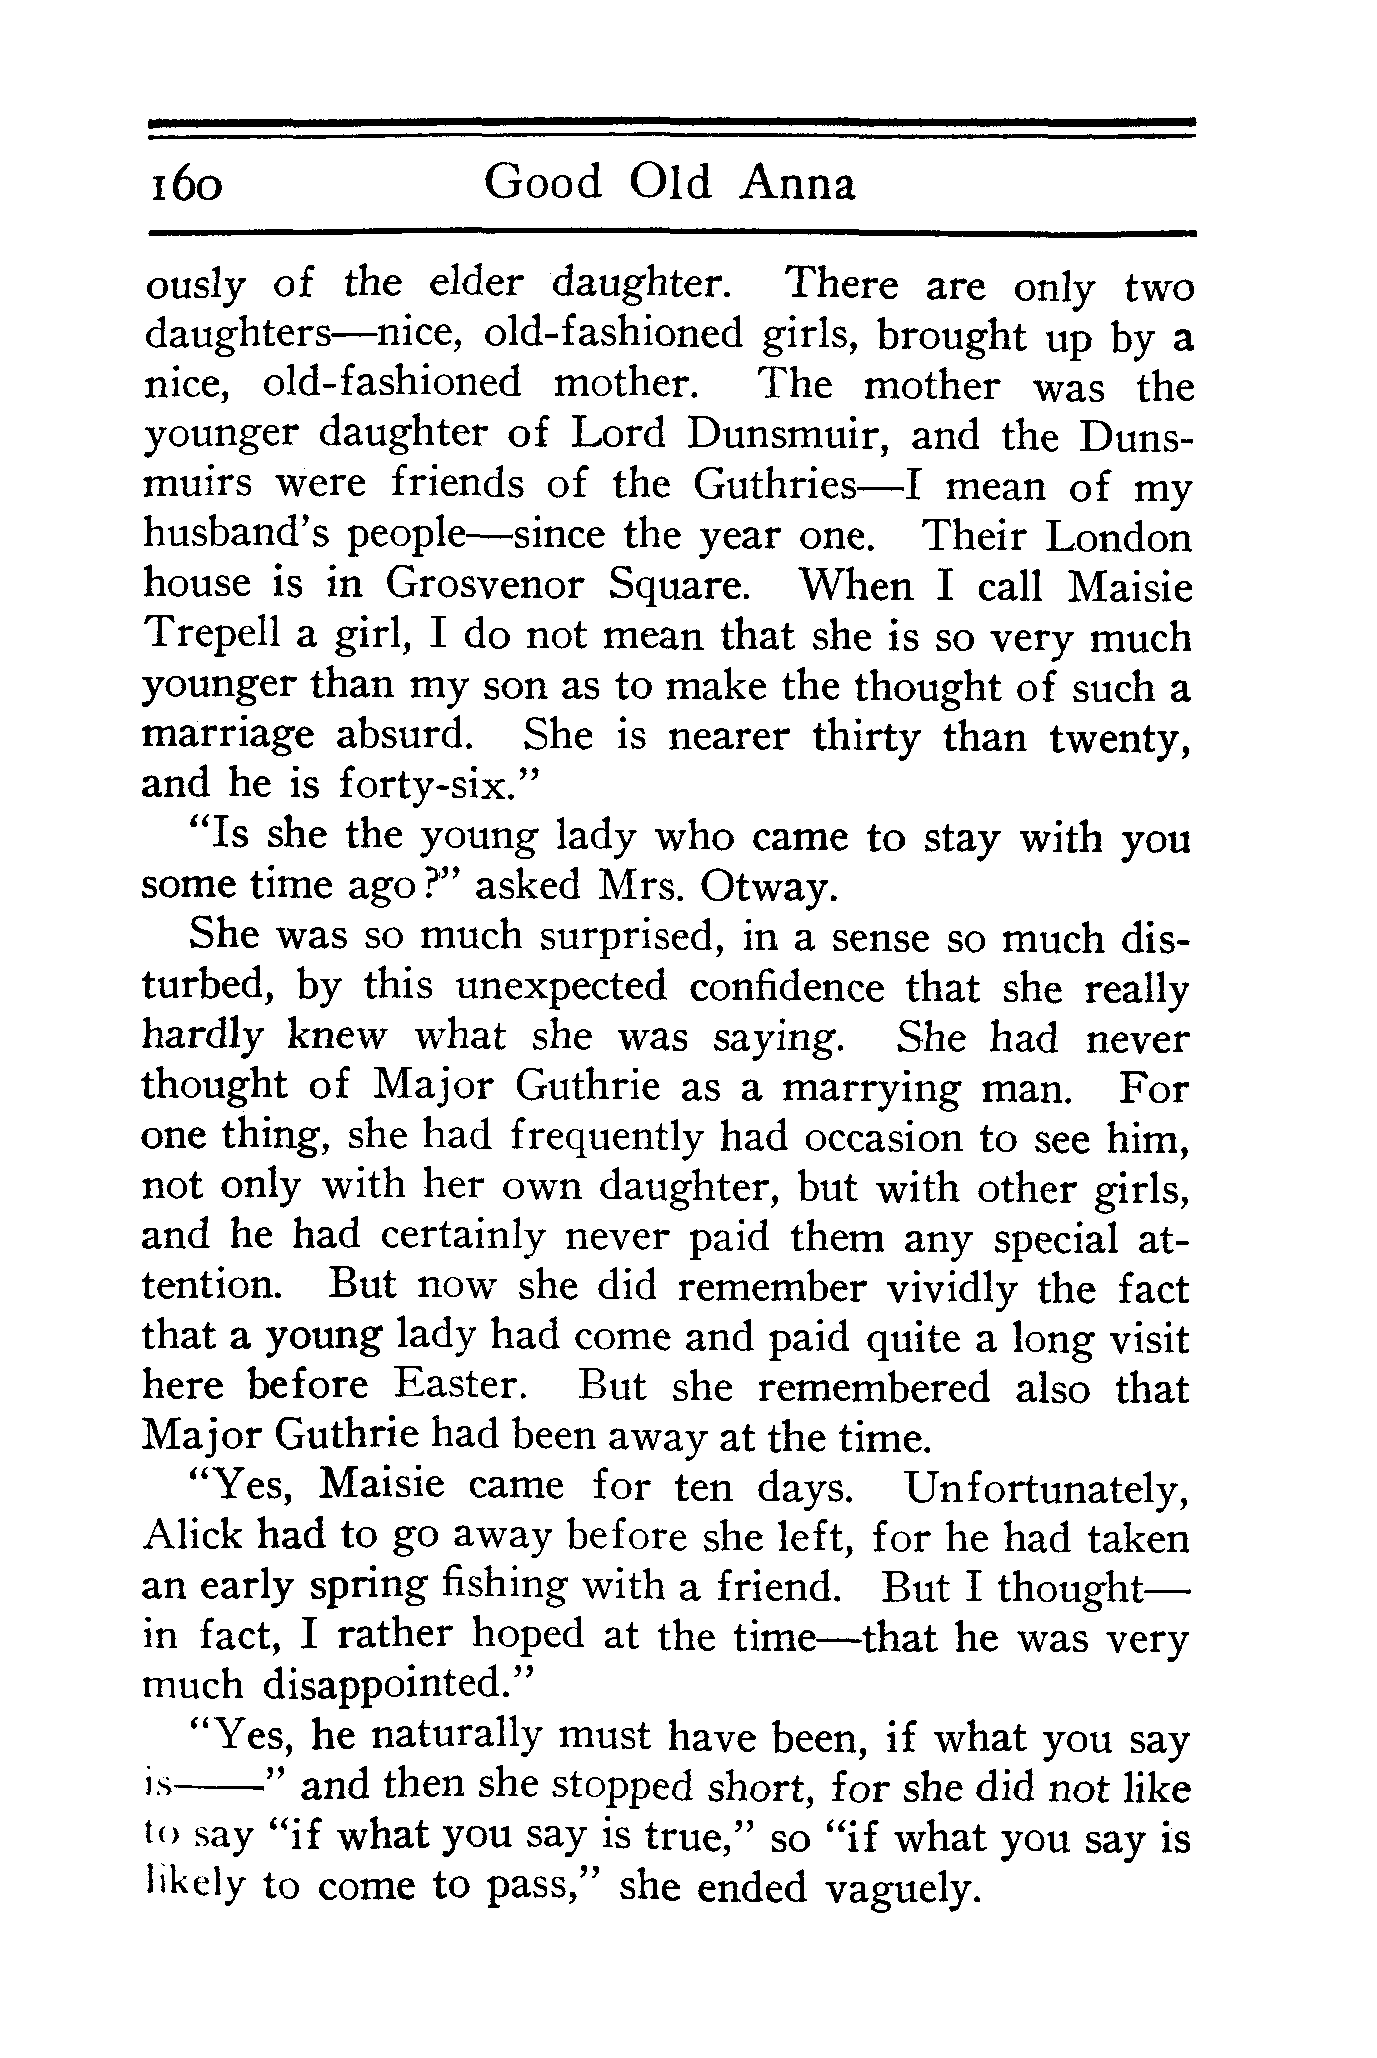 160 Good Old Anna
ously of the elder daughter. There are only two
daughters—nice, old-fashioned girls, brought up by a
nice, old-fashioned mother. The mother was the
younger daughter of Lord Dunsmuir, and the Duns-
muirs were friends of the Guthries—I mean of my
husband's people—since the year one. Their London
house is in Grosvenor Square. When I call Maisie
Trepell a girl, I do not mean that she is so very much
younger than my son as to make the thought of such a
marriage absurd. She is nearer thirty than twenty,
and he is forty-six."
"Is she the young lady who came to stay with you
some time ago?" asked Mrs. Otway.
She was so much surprised, in a sense so much dis-
turbed, by this unexpected confidence that she really
hardly knew what she was saying. She had never
thought of Major Guthrie as a marrying man. For
one thing, she had frequently had occasion to see him,
not only with her own daughter, but with other girls,
and he had certainly never paid them any special at-
tention. But now she did remember vividly the fact
that a young lady had come and paid quite a long visit
here before Easter. But she remembered also that
Major Guthrie had been away at the time.
"Yes, Maisie came for ten days. Unfortunately,
Alick had to go away before she left, for he had taken
an early spring fishing with a friend. But I thought—
in fact, I rather hoped at the time—that he was very
much disappointed."
"Yes, he naturally must have been, if what you say
is——" and then she stopped short, for she did not like
to say "if what you say is true," so "if what you say is
likely to come to pass," she ended vaguely.